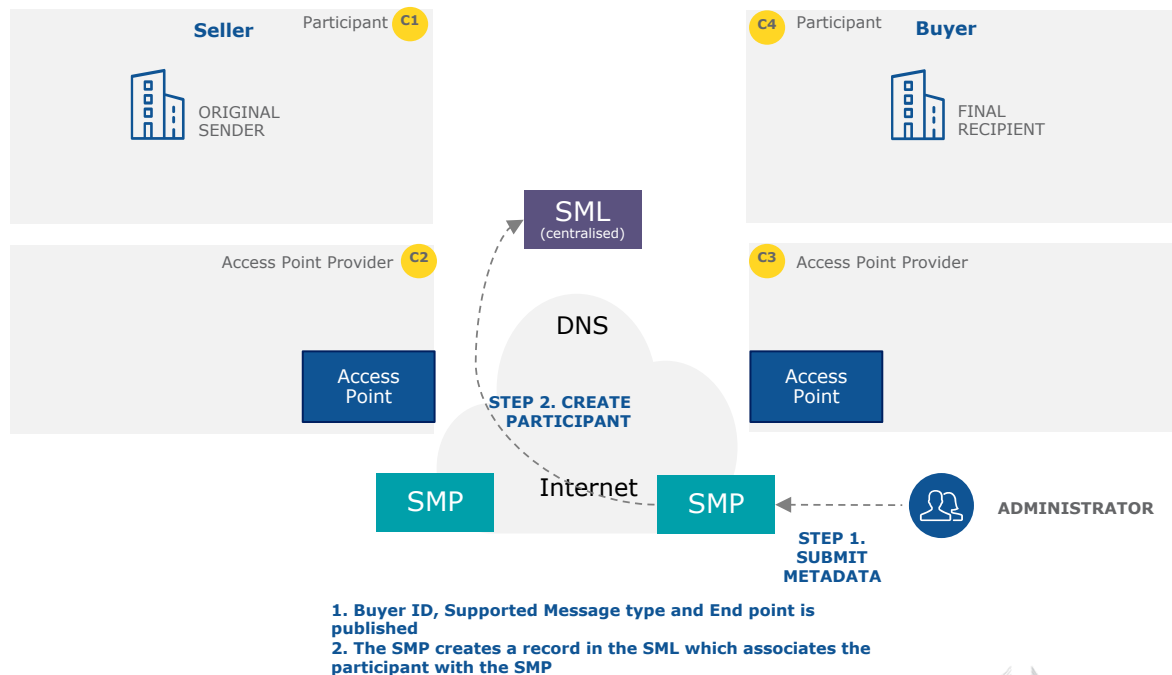 Seller
Participant
C1
ORIGINAL
SENDER
C4
Participant
Buyer
FINAL
RECIPIENT
SML
(centralised)
Access Point Provider
C2
C3
Access Point Provider
DNS
Access
Point
Access
Point
STEP 2. CREATE
PARTICIPANT
SMP
Internet
SMP
ADMINISTRATOR
STEP 1.
SUBMIT
METADATA
1. Buyer ID, Supported Message type and End point is
published
2. The SMP creates a record in the SML which associates the
participant with the SMP